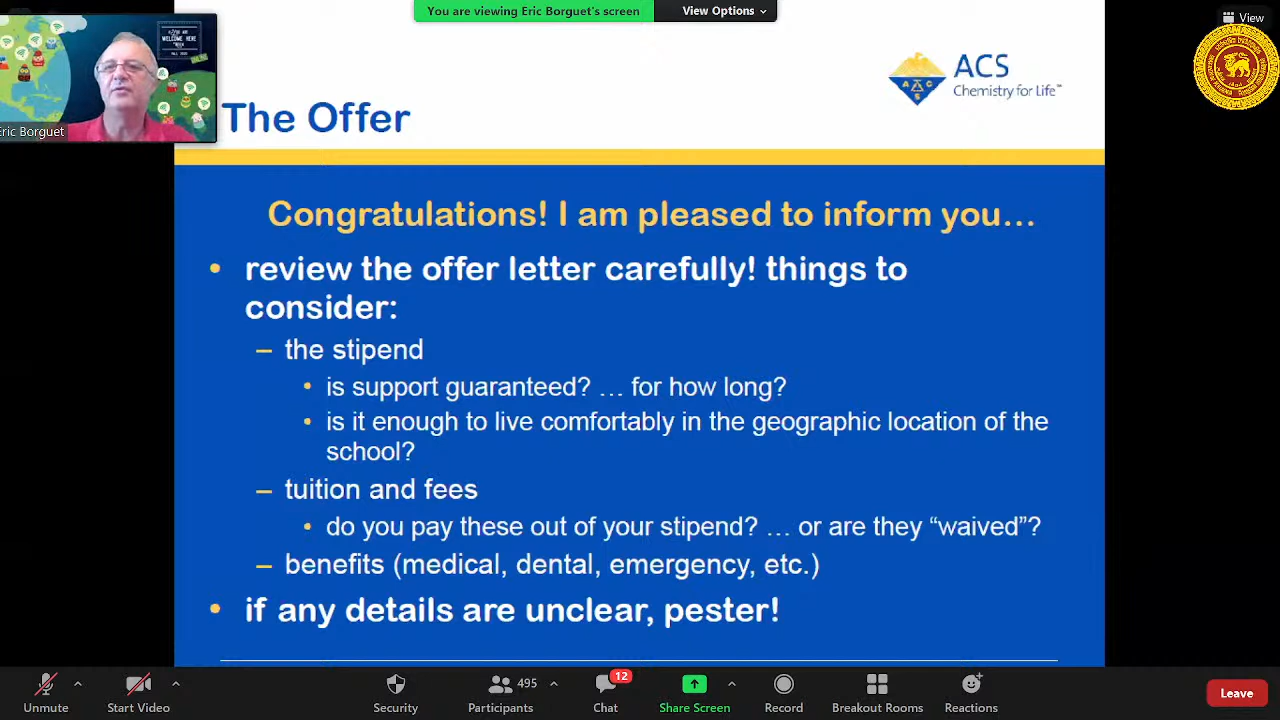 You are viewing Eric Borguet's screen
View Options
View
WELCOME HERE
Eric Borguet
ACS
Chemistry for Life™
The Offer
Congratulations! I am pleased to inform you…
• review the offer letter carefully! things to
consider:
– the stipend
• is support guaranteed? … for how long?
• is it enough to live comfortably in the geographic location of the
school?
– tuition and fees
• do you pay these out of your stipend? … or are they “waived”?
– benefits (medical, dental, emergency, etc.)
• if any details are unclear, pester!
Unmute
Start Video
Security
495
Participants
12
Chat
Share Screen
Record
Breakout Rooms
Reactions
Leave